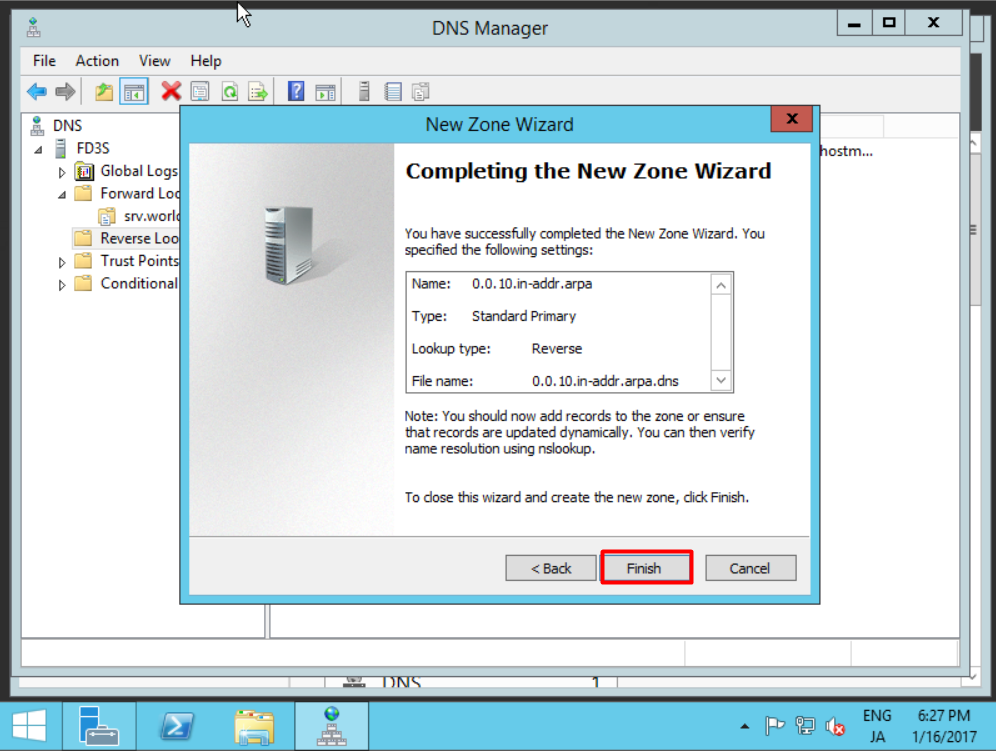 DNS Manager
File Action View Help
DNS
FD3S
Global Logs
Forward Loo
srv.world
Reverse Loo
Trust Points
Conditional
hostm...
New Zone Wizard
Completing the New Zone Wizard
You have successfully completed the New Zone Wizard. You
specified the following settings:
Name: 0.0.10.in-addr.arpa
Type: Standard Primary
Lookup type: Reverse
File name: 0.0.10.in-addr.arpa.dns
Note: You should now add records to the zone or ensure
that records are updated dynamically. You can then verify
name resolution using nslookup.
To close this wizard and create the new zone, click Finish.
< Back Finish Cancel
DNS 1
ENG 6:27 PM
JA 1/16/2017